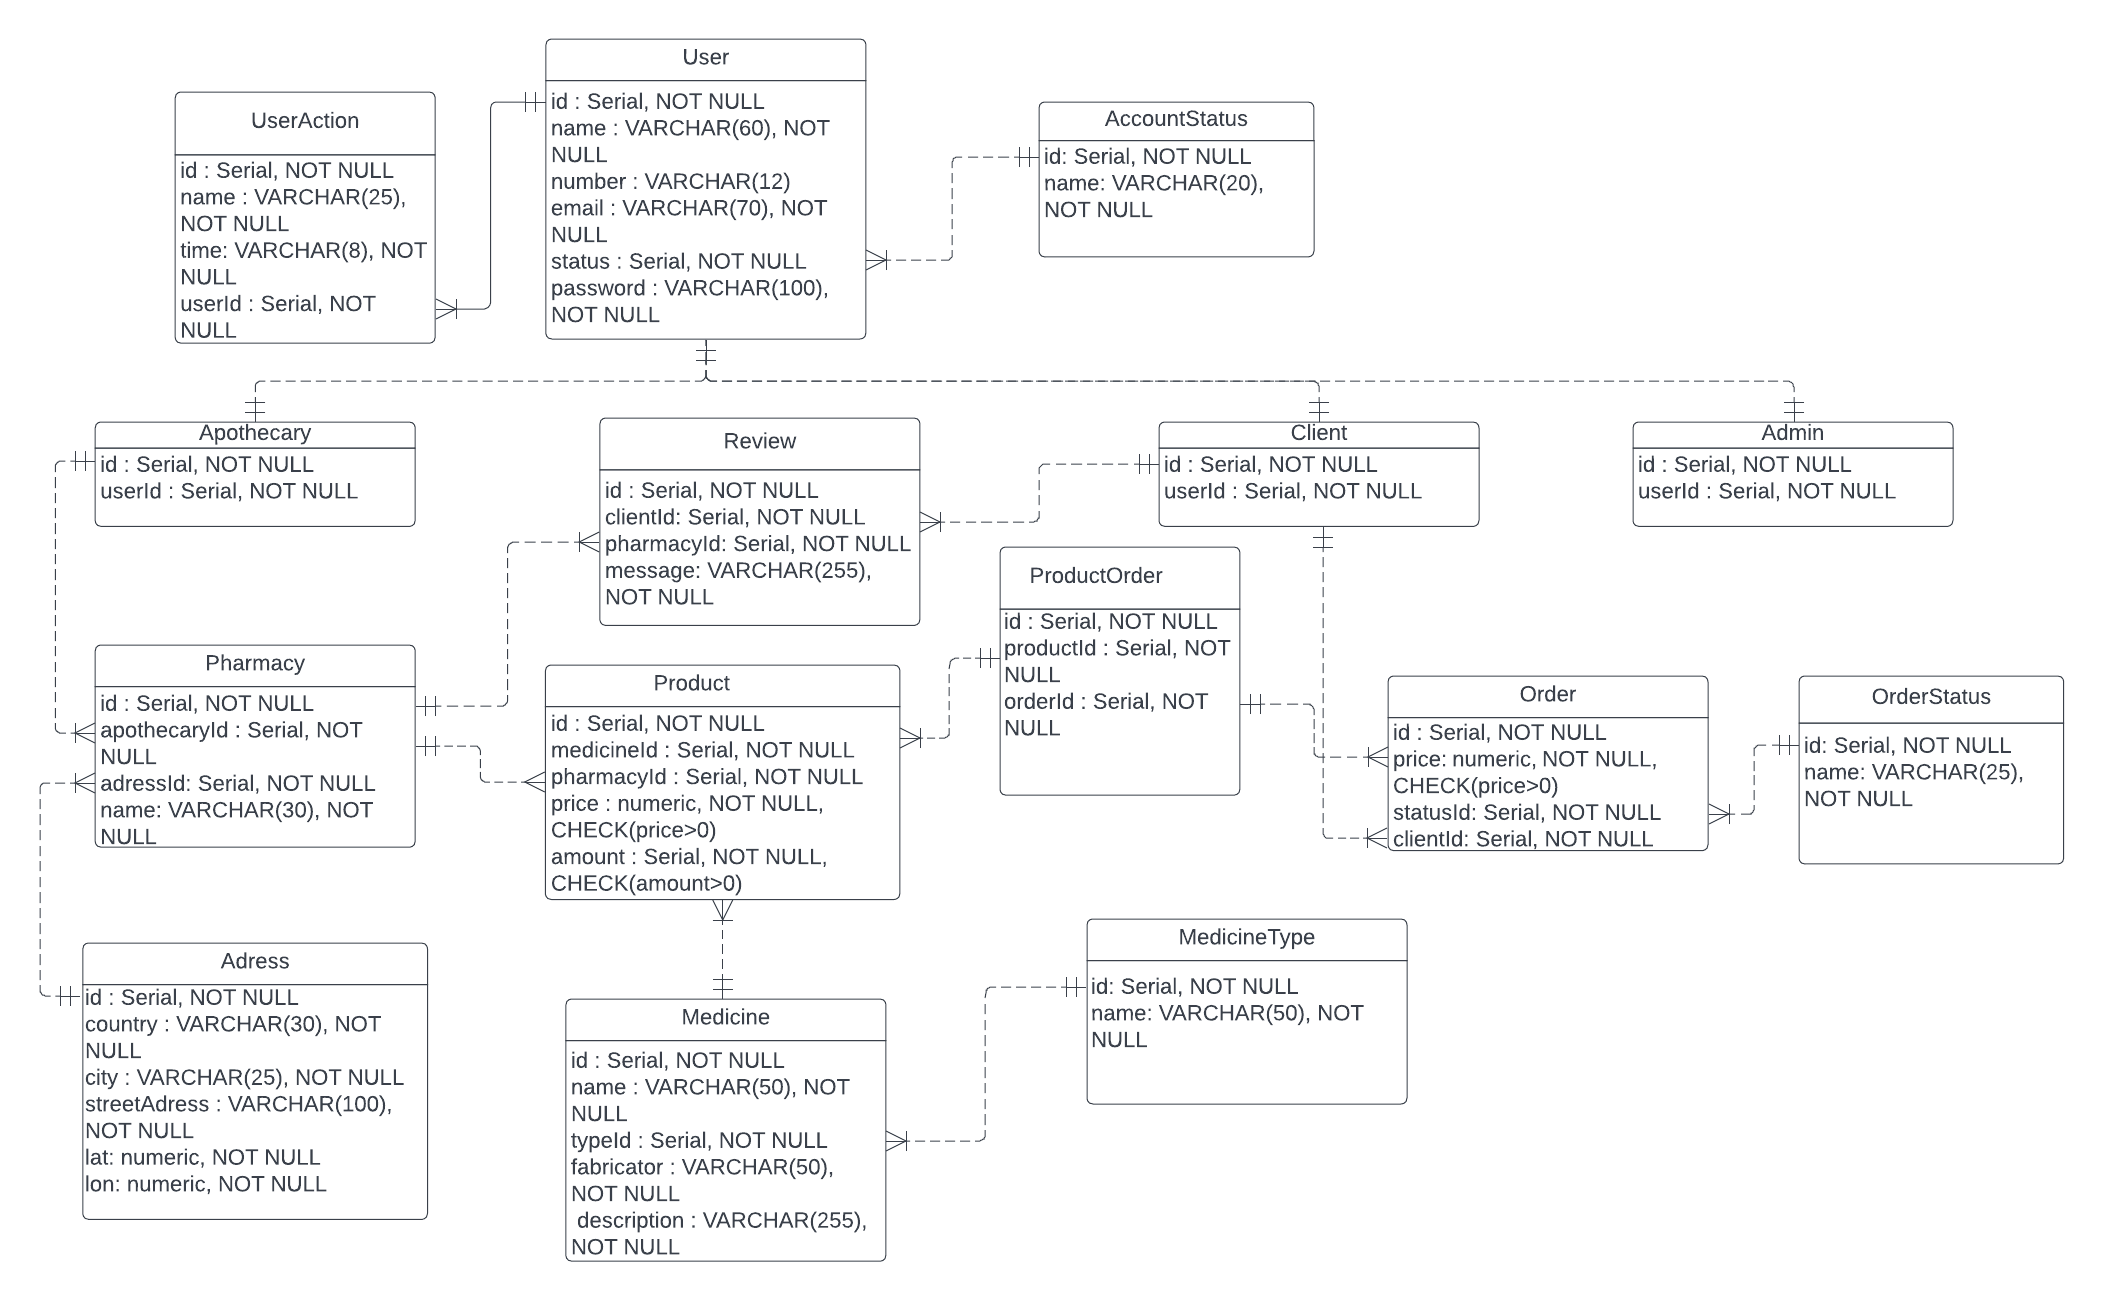 User
id : Serial, NOT NULL
name : VARCHAR(60), NOT
NULL
number : VARCHAR(12)
email : VARCHAR(70), NOT
NULL
status : Serial, NOT NULL
password : VARCHAR(100),
NOT NULL
UserAction
id : Serial, NOT NULL
name : VARCHAR(25),
NOT NULL
time: VARCHAR(8), NOT
NULL
userId : Serial, NOT
NULL
AccountStatus
id: Serial, NOT NULL
name: VARCHAR(20),
NOT NULL
Apothecary
id : Serial, NOT NULL
userId : Serial, NOT NULL
Review
id : Serial, NOT NULL
clientId: Serial, NOT NULL
pharmacyId: Serial, NOT NULL
message: VARCHAR(255),
NOT NULL
Client
id : Serial, NOT NULL
userId : Serial, NOT NULL
Admin
id : Serial, NOT NULL
userId : Serial, NOT NULL
ProductOrder
id : Serial, NOT NULL
productId : Serial, NOT
NULL
orderId : Serial, NOT
NULL
Pharmacy
id : Serial, NOT NULL
apothecaryId : Serial, NOT
NULL
adressId: Serial, NOT NULL
name: VARCHAR(30), NOT
NULL
Product
id : Serial, NOT NULL
medicineId : Serial, NOT NULL
pharmacyId : Serial, NOT NULL
price : numeric, NOT NULL,
CHECK(price>0)
amount : Serial, NOT NULL,
CHECK(amount>0)
Order
id : Serial, NOT NULL
price: numeric, NOT NULL,
CHECK(price>0)
statusId: Serial, NOT NULL
clientId: Serial, NOT NULL
OrderStatus
id: Serial, NOT NULL
name: VARCHAR(25),
NOT NULL
Adress
id : Serial, NOT NULL
country : VARCHAR(30), NOT
NULL
city : VARCHAR(25), NOT NULL
streetAdress : VARCHAR(100),
NOT NULL
lat: numeric, NOT NULL
lon: numeric, NOT NULL
Medicine
id : Serial, NOT NULL
name : VARCHAR(50), NOT
NULL
typeId : Serial, NOT NULL
fabricator : VARCHAR(50),
NOT NULL
description : VARCHAR(255),
NOT NULL
MedicineType
id: Serial, NOT NULL
name: VARCHAR(50), NOT
NULL